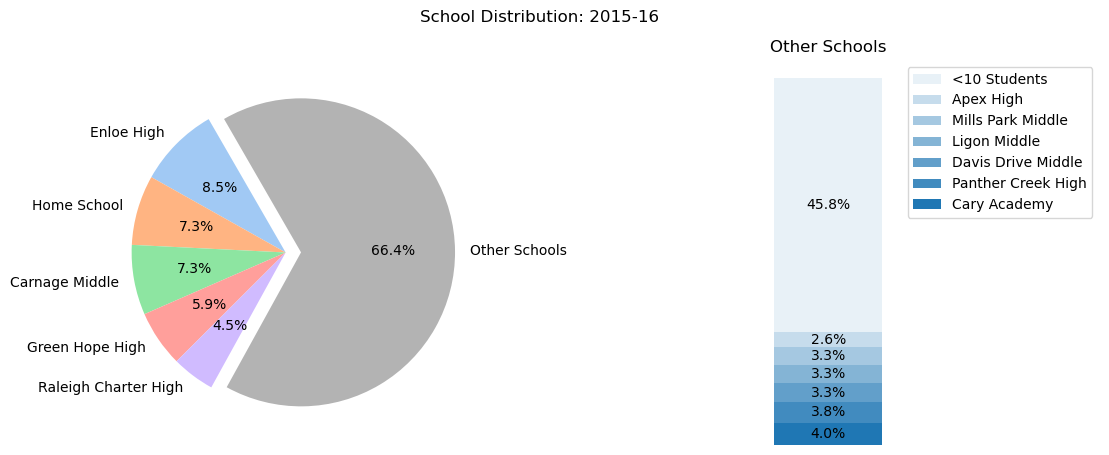 School Distribution: 2015-16
Enloe High
8.5%
Home School
7.3%
Carnage Middle
7.3%
Green Hope High
5.9%
Raleigh Charter High
4.5%
66.4%
Other Schools
Other Schools
45.8%
2.6%
3.3%
3.3%
3.3%
3.8%
4.0%
<10 Students
Apex High
Mills Park Middle
Ligon Middle
Davis Drive Middle
Panther Creek High
Cary Academy